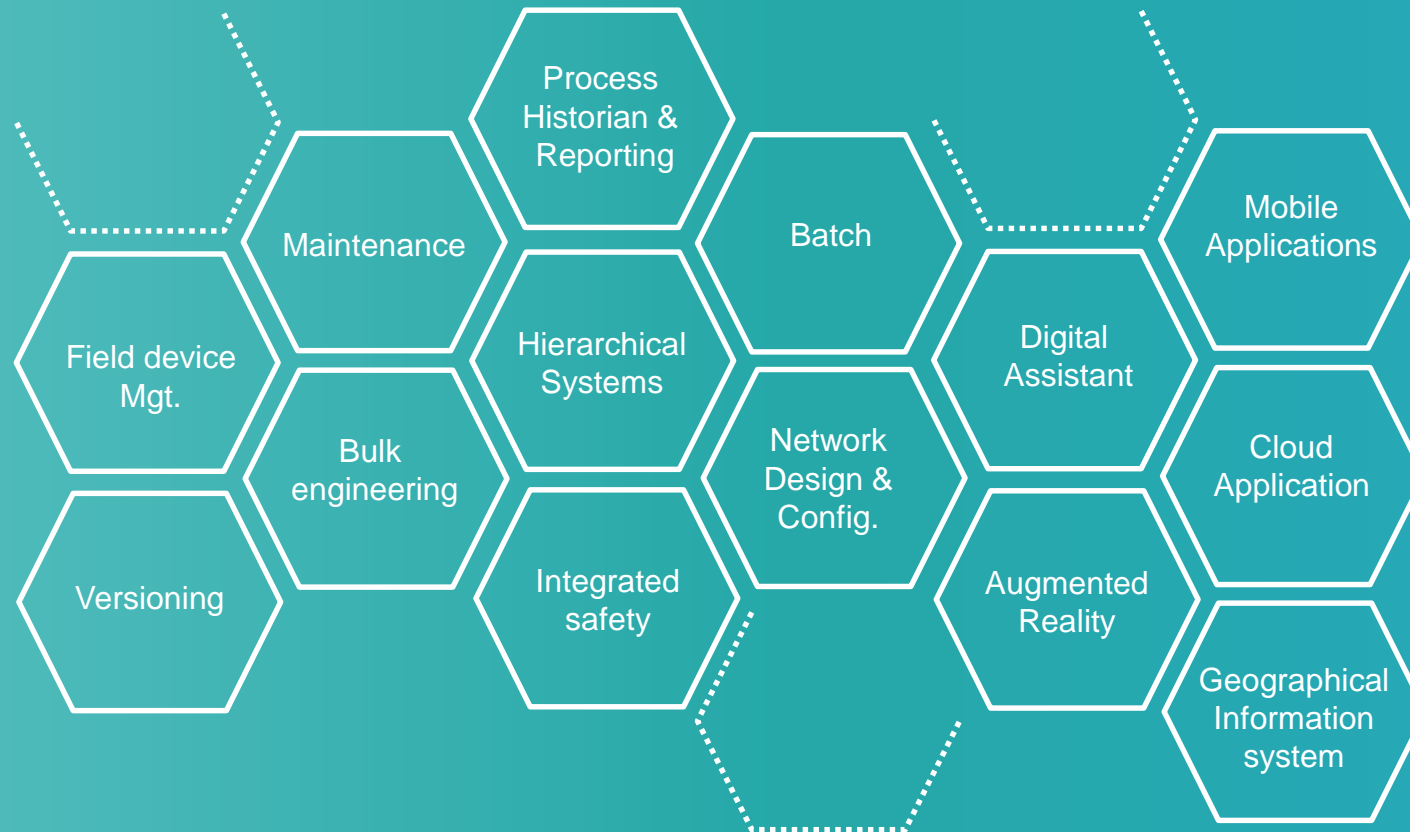 Process
Historian &
Reporting
Maintenance
Batch
Mobile
Applications
Field device
Mgt.
Hierarchical
Systems
Digital
Assistant
Bulk
engineering
Network
Design &
Config.
Cloud
Application
Versioning
Integrated
safety
Augmented
Reality
Geographical
Information
system